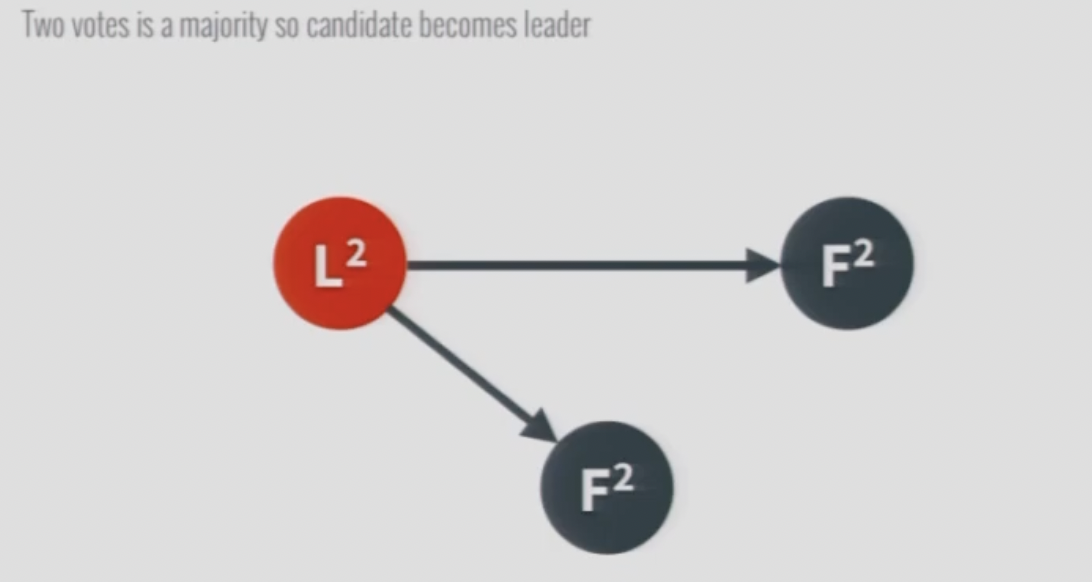 Two votes is a majority so candidate becomes leader
L²
F²
F²